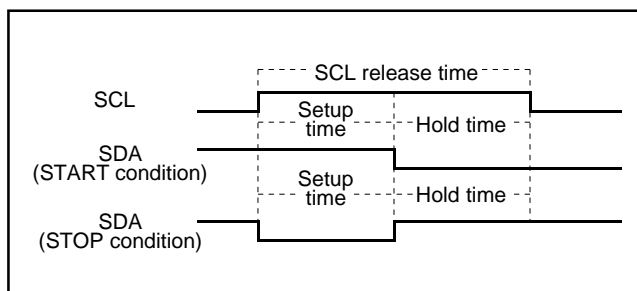 SCL release time
SCL
Setup
time
Hold time
SDA
(START condition)
Setup
time
Hold time
SDA
(STOP condition)